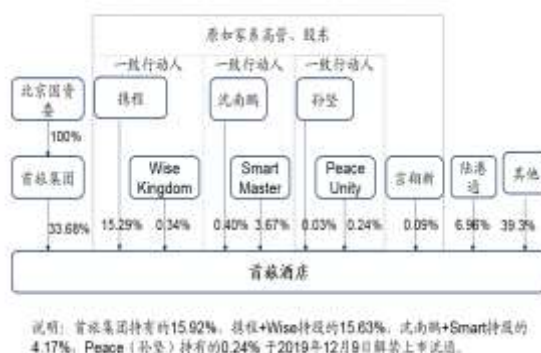 原如家系高管、股东
一致行动人 一致行动人 一致行动人
北京国资委 携程 沈南鹏 孙坚
100%
首旅集团 Wise Kingdom Smart Master Peace Unity 宫翔新 陆港通 其他
33.68% 15.29% 0.34% 0.40% 3.67% 0.03% 0.24% 0.09% 6.96% 39.3%
首旅酒店
说明：首旅集团持有的15.92%、携程+Wise持股的15.63%、沈南鹏+Smart持股的
4.17%、Peace（孙坚）持有的0.24% 于2019年12月9日解禁上市流通。